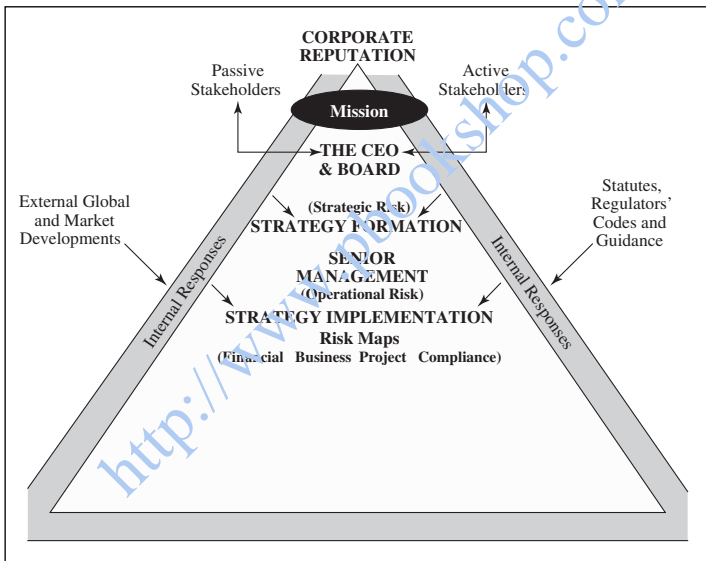 CORPORATE
REPUTATION
Passive
Stakeholders
Active
Stakeholders
Mission
THE CEO
& BOARD
External Global
and Market
Developments
Statutes,
Regulators'
Codes and
Guidance
(Strategic Risk)
STRATEGY FORMATION
SENIOR
MANAGEMENT
(Operational Risk)
STRATEGY IMPLEMENTATION
Risk Maps
(Financial Business Project Compliance)
Internal Responses
Internal Responses
http://www.pbookshop.com